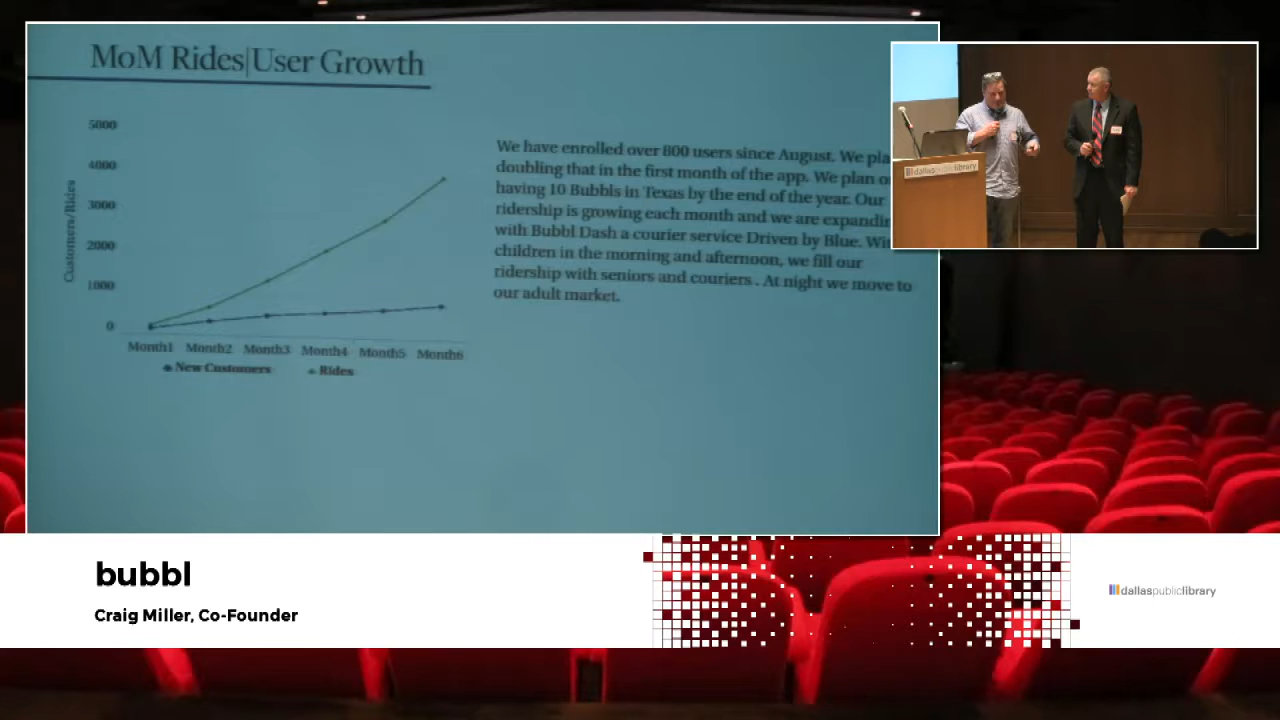 MoM Rides|User Growth
5000
4000
3000
2000
1000
0
Customers/Rides
Month1 Month2 Month3 Month4 Month5 Month6
New Customers Rides
We have enrolled over 800 users since August. We pla
doubling that in the first month of the app. We plan o
having 10 Bubbls in Texas by the end of the year. Our
ridership is growing each month and we are expandin
with Bubbl Dash a courier service Driven by Blue. Wi
children in the morning and afternoon, we fill our
ridership with seniors and couriers . At night we move to
our adult market.
dallas library
bubbl
Craig Miller, Co-Founder
dallaspubliclibrary